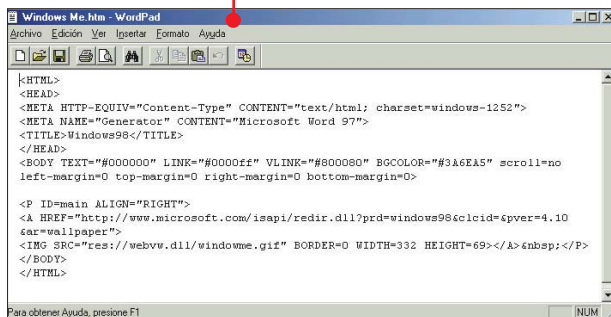 Windows Me.htm - WordPad
Archivo Edición Ver Insertar Formato Ayuda
<HTML>
<HEAD>
<META HTTP-EQUIV="Content-Type" CONTENT="text/html; charset=windows-1252">
<META NAME="Generator" CONTENT="Microsoft Word 97">
<TITLE>Windows98</TITLE>
</HEAD>
<BODY TEXT="#000000" LINK="#0000ff" VLINK="#800080" BGCOLOR="#3A6EA5" scroll=no
left-margin=0 top-margin=0 right-margin=0 bottom-margin=0>
<P ID=main ALIGN="RIGHT">
<A HREF="http://www.microsoft.com/isapi/redir.dll?prd=windows98&clcid=&pver=4.10
&ar=wallpaper">
<IMG SRC="res://webvw.dll/windowme.gif" BORDER=0 WIDTH=332 HEIGHT=69></A>&nbsp;</P>
</BODY>
</HTML>
Para obtener Ayuda, presione F1
NUM